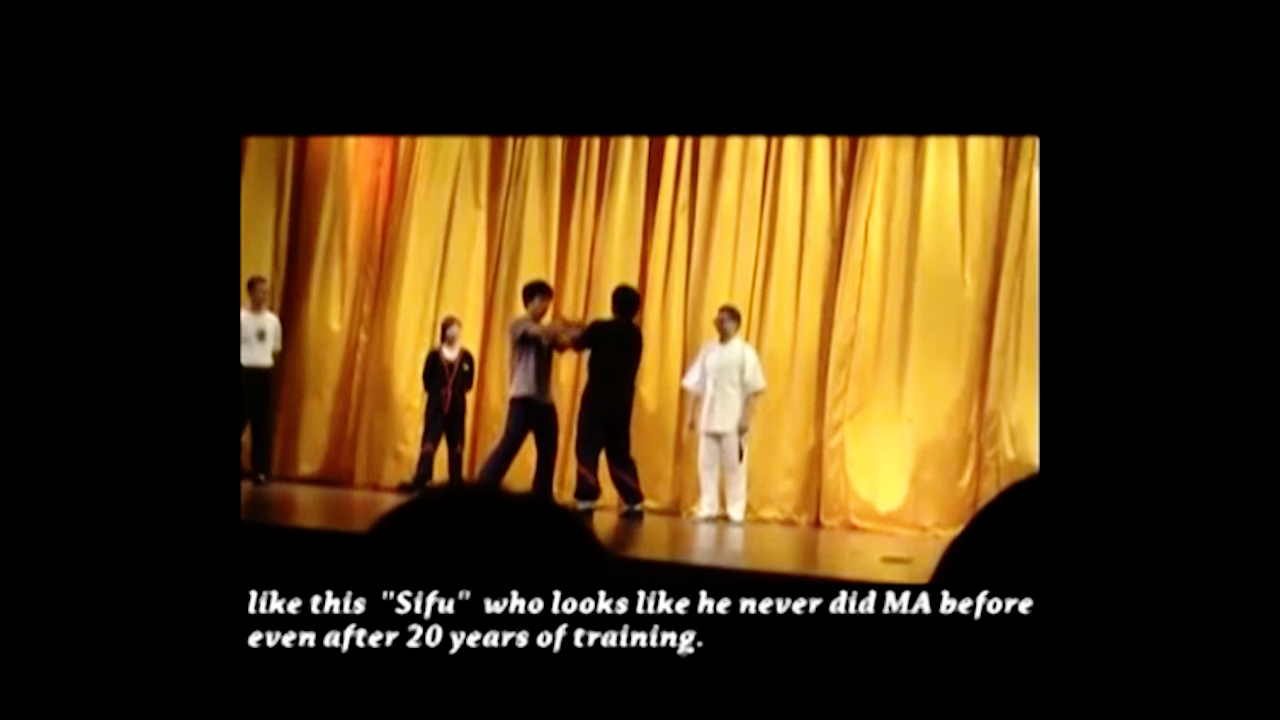 like this "Sifu" who looks like he never did MA before
even after 20 years of training.